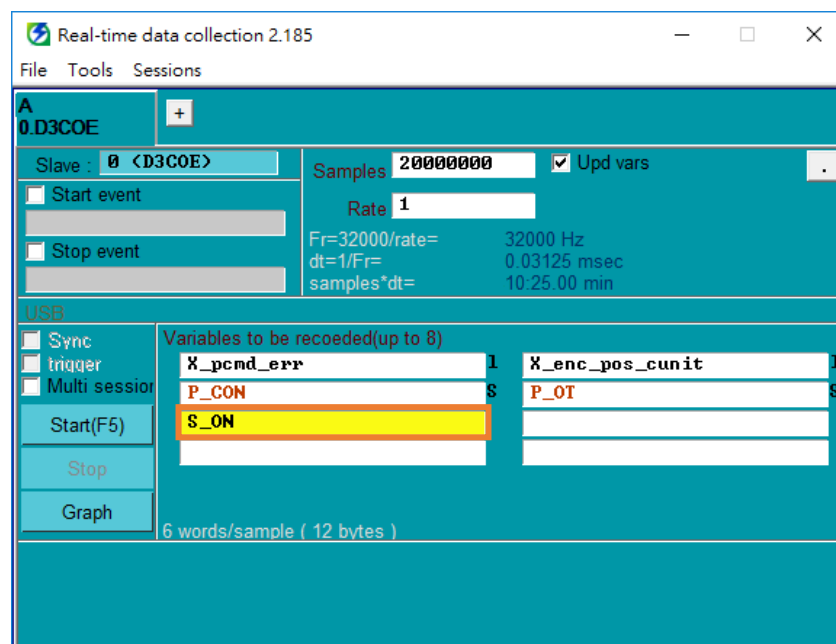 Real-time data collection 2.185
File Tools Sessions
A
0.D3COE
+
Slave : 0 (D3COE)
Start event
Stop event
Samples 20000000
Upd vars
.
Rate 1
Fr=32000/rate= 32000 Hz
dt=1/Fr= 0.03125 msec
samples*dt= 10:25.00 min
USB
Sync
trigger
Multi session
Start(F5)
Stop
Graph
Variables to be recoeded(up to 8)
X_pcmd_err l X_enc_pos_cunit l
P_CON S P_OT S
S_ON
6 words/sample ( 12 bytes )